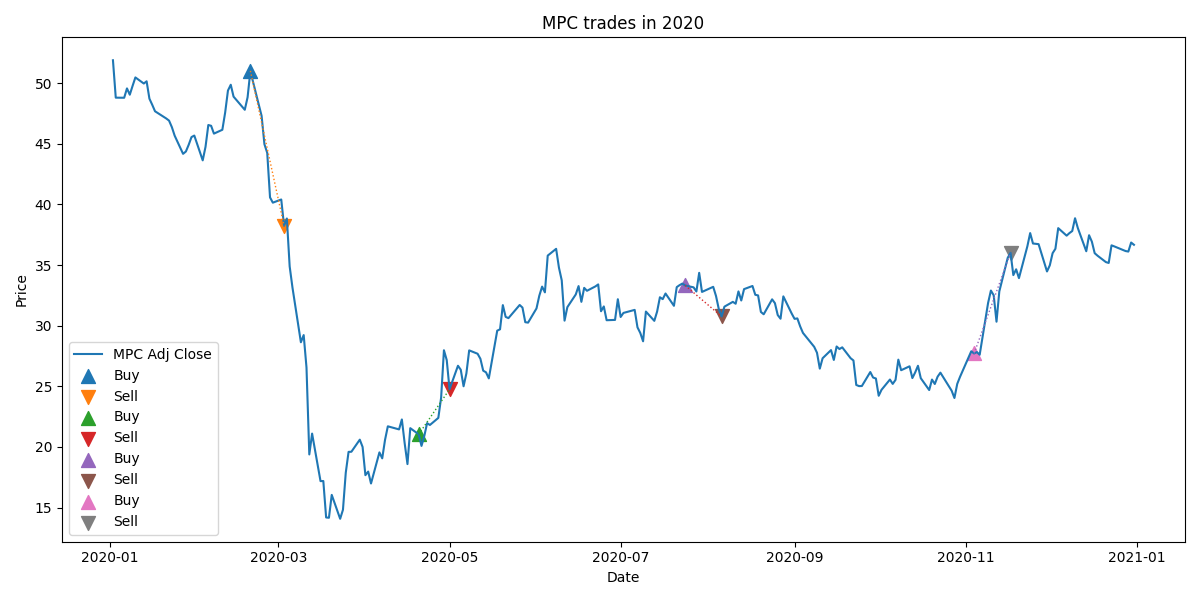 MPC trades in 2020
Price
50
45
40
35
30
25
20
15
MPC Adj Close
Buy
Sell
Buy
Sell
Buy
Sell
Buy
Sell
2020-01
2020-03
2020-05
2020-07
2020-09
2020-11
2021-01
Date